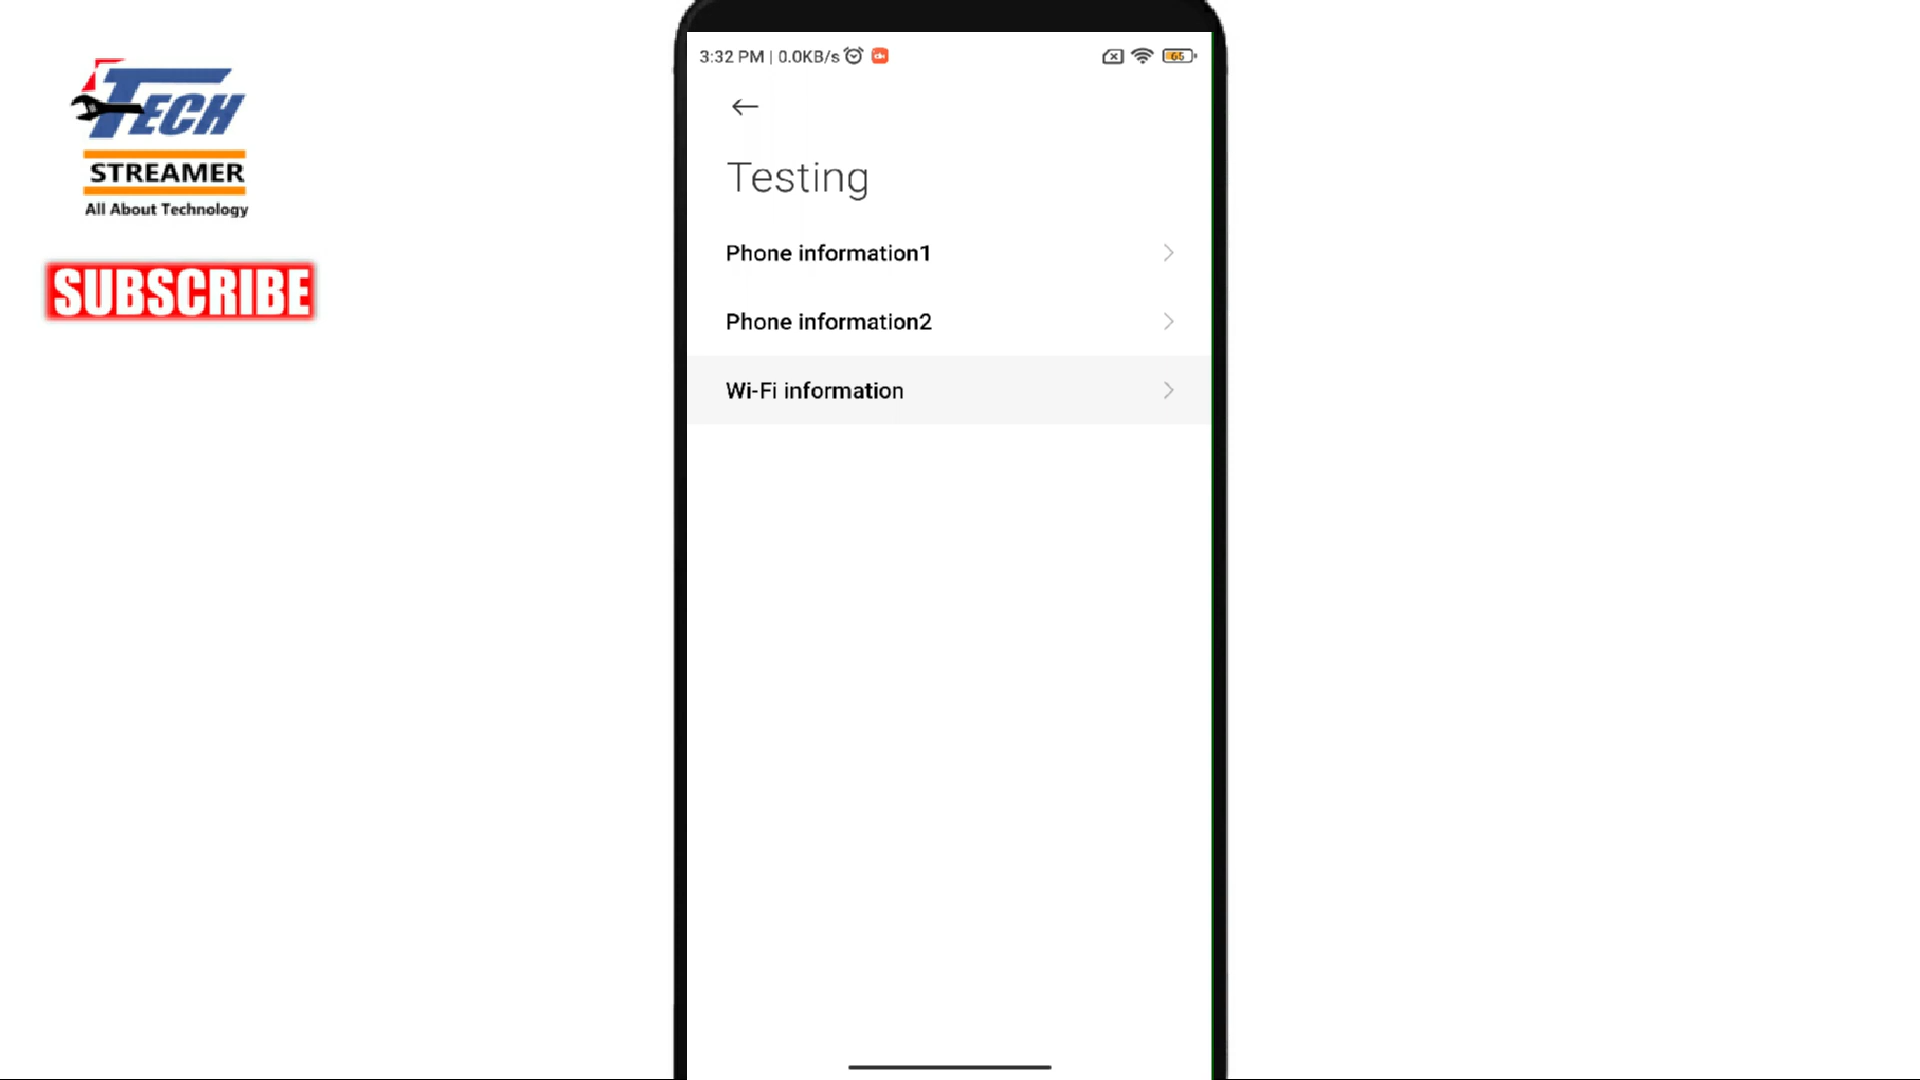 TECH
STREAMER
All About Technology
SUBSCRIBE
3:32 PM | 0.0KB/s
66
Testing
Phone information1
Phone information2
Wi-Fi information